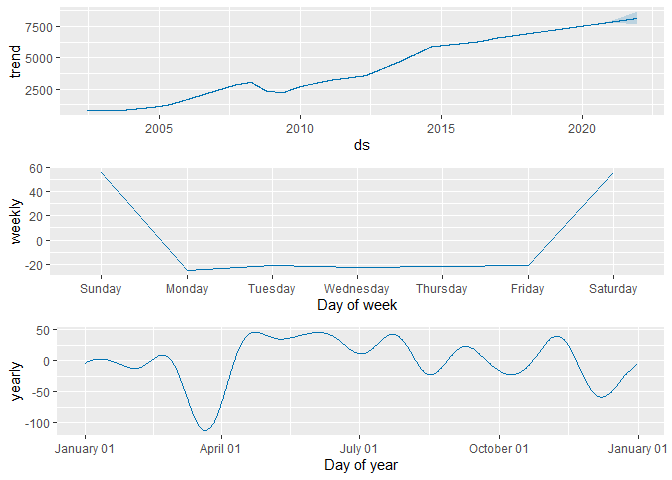 7500
5000
2500
trend
2005 2010 2015 2020
ds
60
40
20
0
-20
weekly
Sunday Monday Tuesday Wednesday Thursday Friday Saturday
Day of week
50
0
-50
-100
yearly
January 01 April 01 July 01 October 01 January 01
Day of year